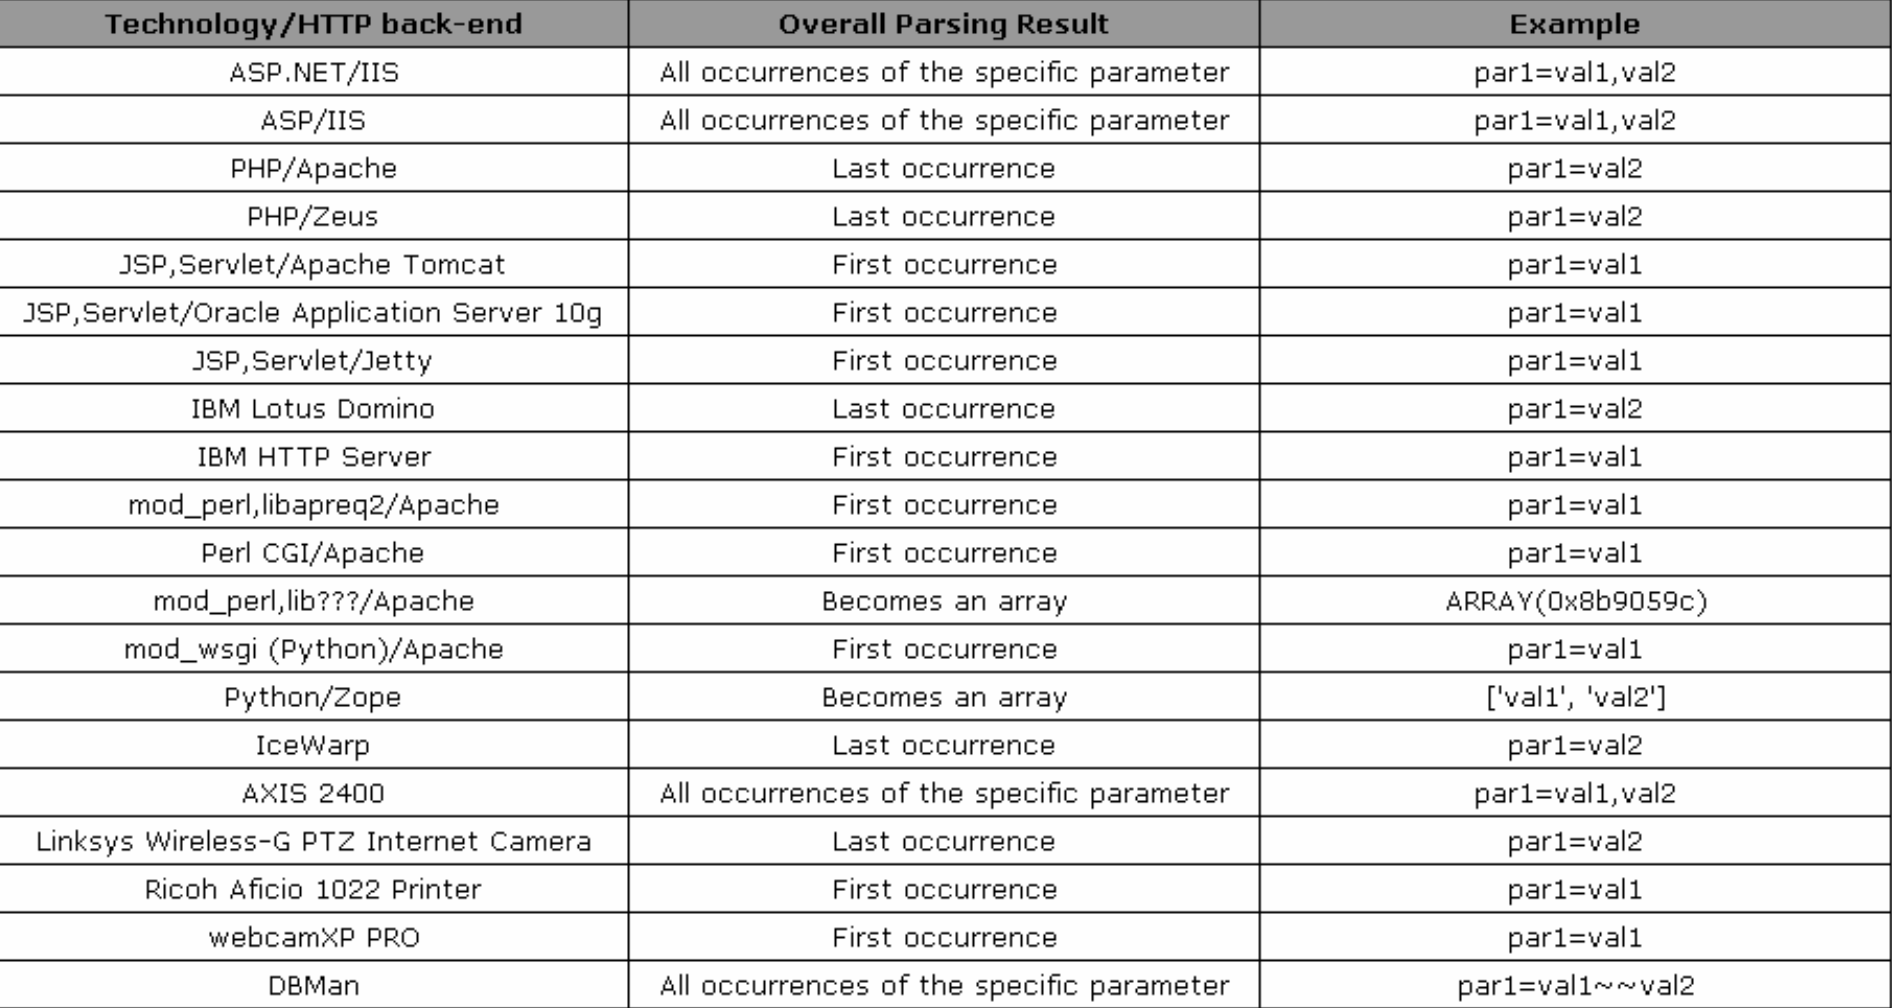 Technology/HTTP back-end Overall Parsing Result Example
ASP.NET/IIS All occurrences of the specific parameter par1=val1,val2
ASP/IIS All occurrences of the specific parameter par1=val1,val2
PHP/Apache Last occurrence par1=val2
PHP/Zeus Last occurrence par1=val2
JSP,Servlet/Apache Tomcat First occurrence par1=val1
JSP,Servlet/Oracle Application Server 10g First occurrence par1=val1
JSP,Servlet/Jetty First occurrence par1=val1
IBM Lotus Domino Last occurrence par1=val2
IBM HTTP Server First occurrence par1=val1
mod_perl,libapreq2/Apache First occurrence par1=val1
Perl CGI/Apache First occurrence par1=val1
mod_perl,lib???/Apache Becomes an array ARRAY(0x8b9059c)
mod_wsgi (Python)/Apache First occurrence par1=val1
Python/Zope Becomes an array ['val1', 'val2']
IceWarp Last occurrence par1=val2
AXIS 2400 All occurrences of the specific parameter par1=val1,val2
Linksys Wireless-G PTZ Internet Camera Last occurrence par1=val2
Ricoh Aficio 1022 Printer First occurrence par1=val1
webcamXP PRO First occurrence par1=val1
DBMan All occurrences of the specific parameter par1=val1~~val2